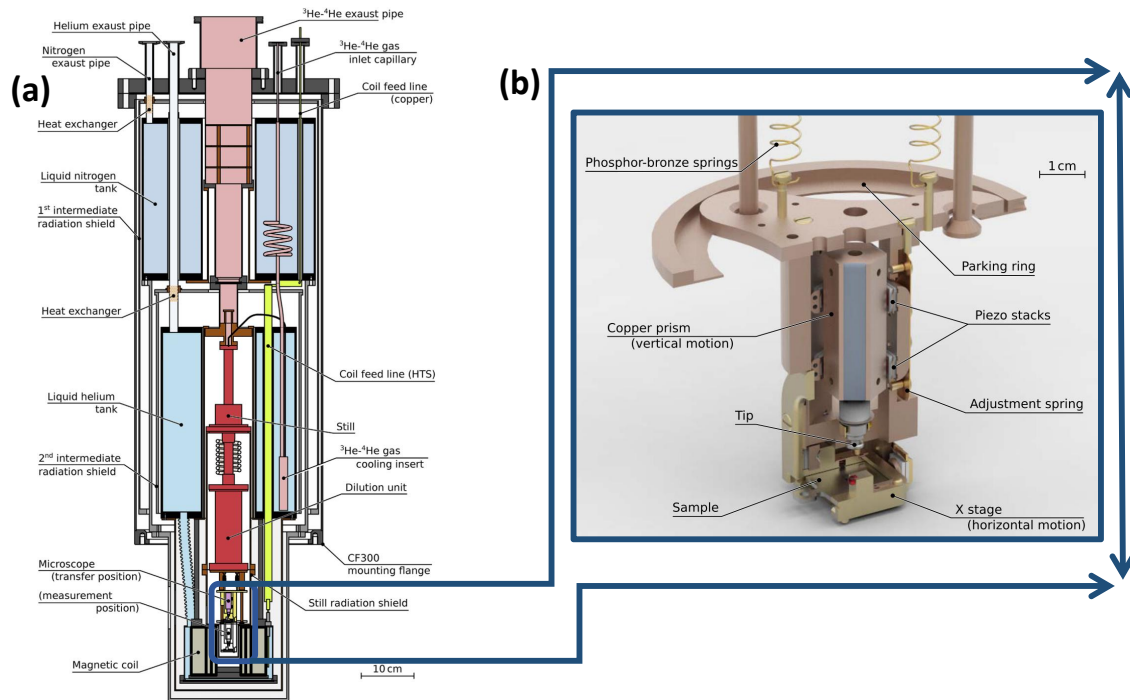 (a)
³He-⁴He exaust pipe
Helium exaust pipe
Nitrogen
exaust pipe
³He-⁴He gas
inlet capillary
Coil feed line
(copper)
Heat exchanger
Liquid nitrogen
tank
1st intermediate
radiation shield
Heat exchanger
Coil feed line (HTS)
Liquid helium
tank
Still
2nd intermediate
radiation shield
³He-⁴He gas
cooling insert
Dilution unit
CF300
mounting flange
Microscope
(transfer position)
(measurement
position)
Still radiation shield
Magnetic coil
10 cm
(b)
Phosphor-bronze springs
1 cm
Parking ring
Copper prism
(vertical motion)
Piezo stacks
Adjustment spring
Tip
Sample
X stage
(horizontal motion)